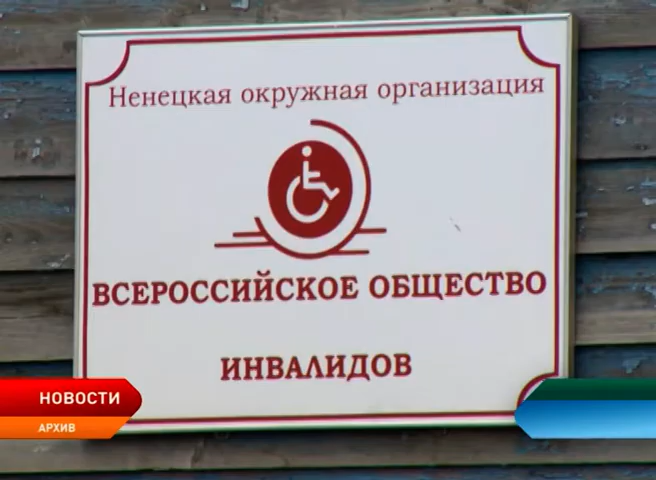 Ненецкая окружная организация
ВСЕРОССИЙСКОЕ ОБЩЕСТВО
ИНВАЛИДОВ
НОВОСТИ
АРХИВ